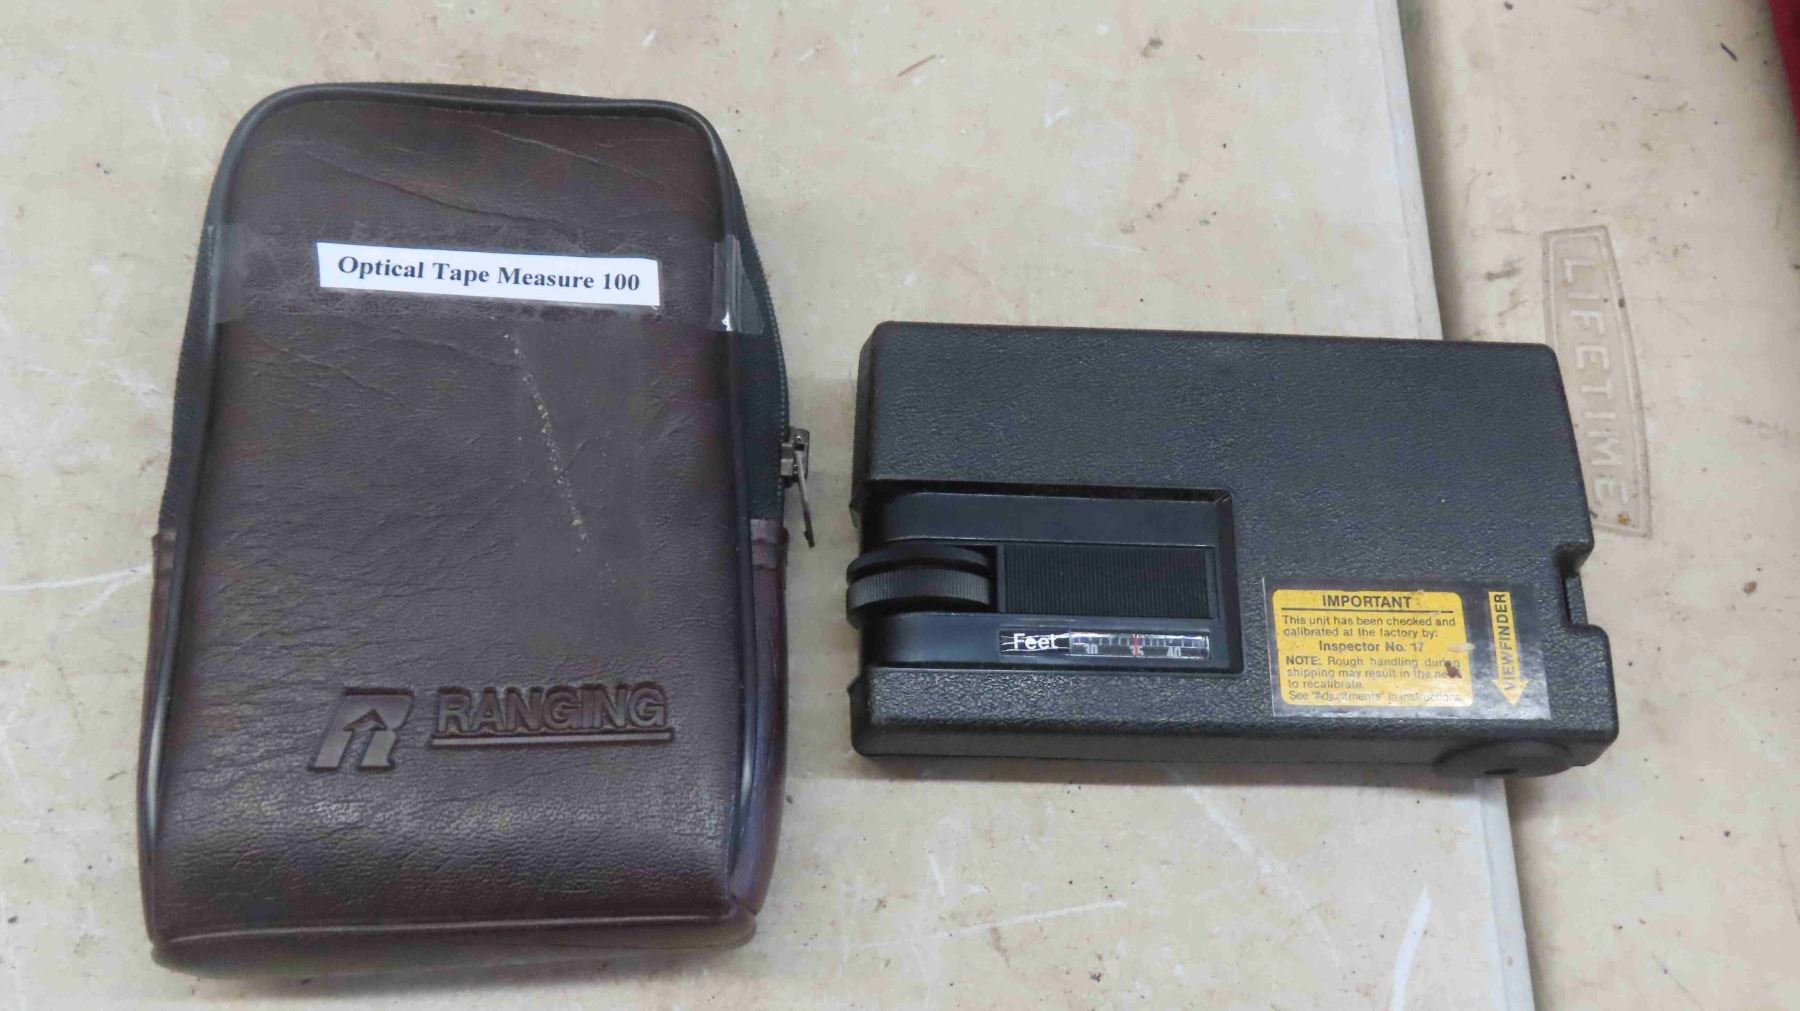 Optical Tape Measure 100
R RANGING
Feet
30 35 40
IMPORTANT
This unit has been checked and
calibrated at the factory by:
Inspector No. 17
NOTE: Rough handling during
shipping may result in the need
to recalibrate.
See "Adjustments" in instructions.
VIEWFINDER
LIFETIME